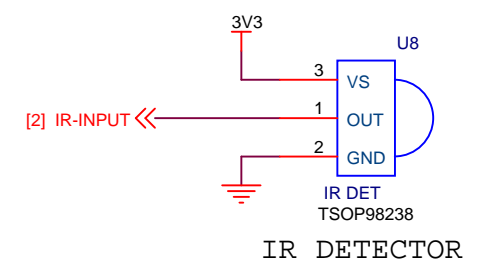 3V3
U8
3 VS
[2] IR-INPUT 1 OUT
2 GND
IR DET
TSOP98238
IR DETECTOR